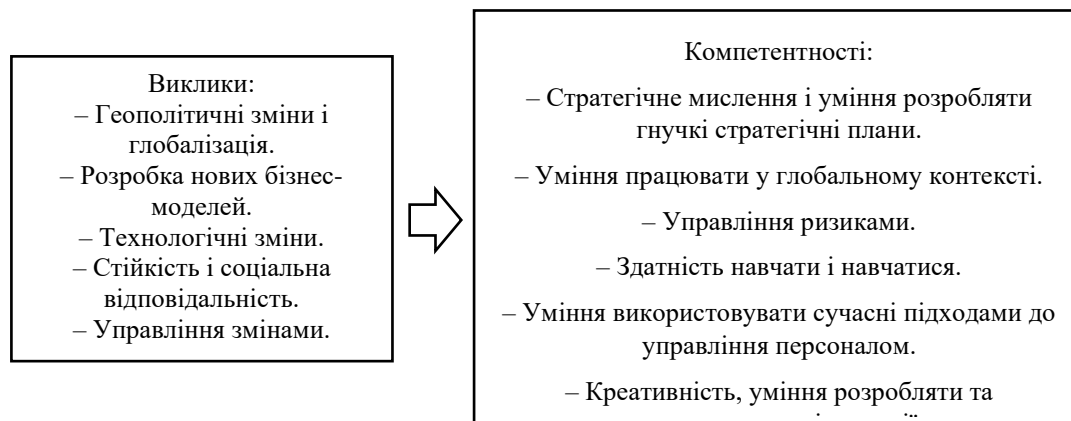 Виклики:
– Геополітичні зміни і
глобалізація.
– Розробка нових бізнес-
моделей.
– Технологічні зміни.
– Стійкість і соціальна
відповідальність.
– Управління змінами.
Компетентності:
– Стратегічне мислення і уміння розробляти
гнучкі стратегічні плани.
– Уміння працювати у глобальному контексті.
– Управління ризиками.
– Здатність навчати і навчатися.
– Уміння використовувати сучасні підходами до
управління персоналом.
– Креативність, уміння розробляти та